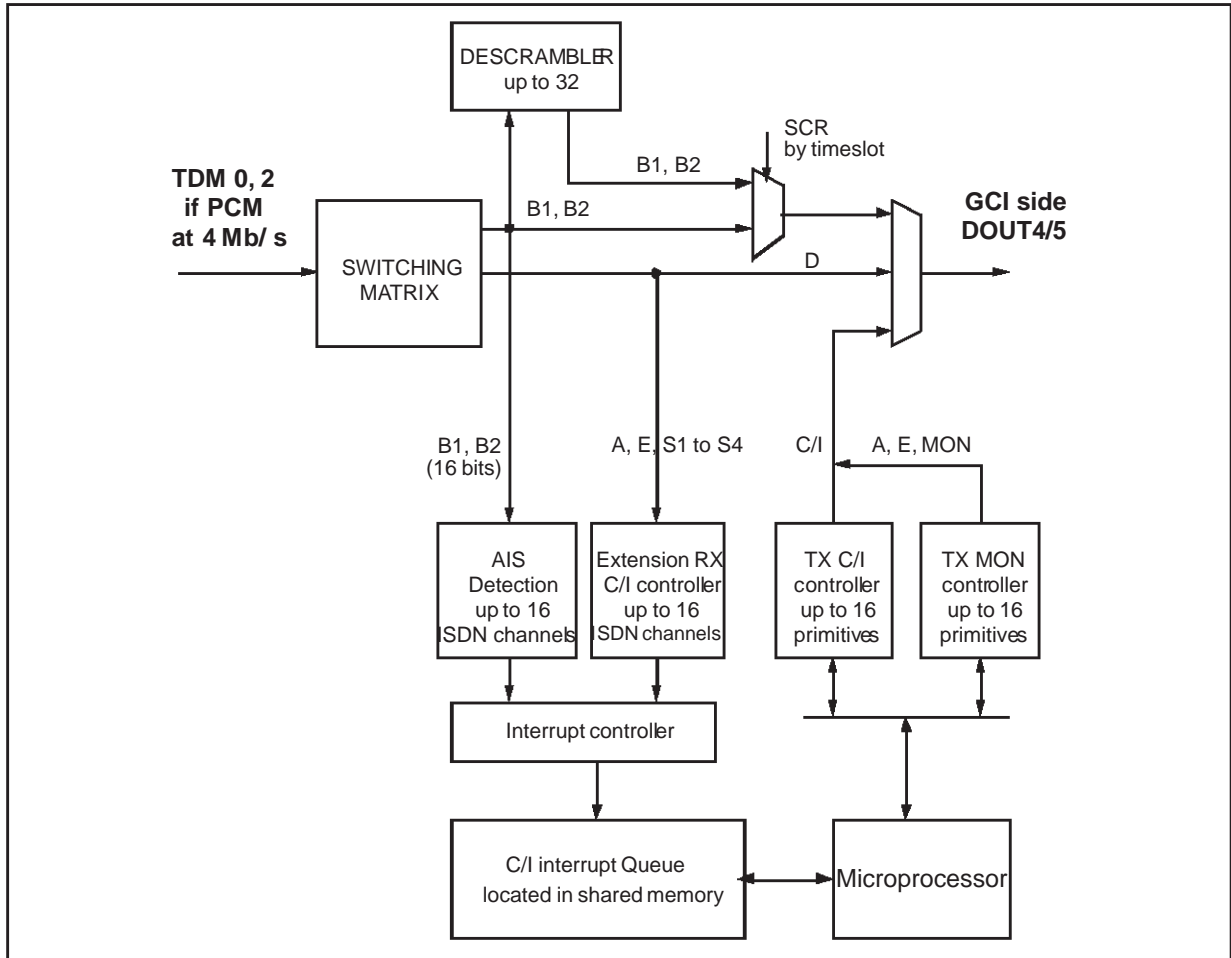 DESCRAMBLER
up to 32
SCR
by timeslot
B1, B2
TDM 0, 2
if PCM
at 4 Mb/ s
B1, B2
GCI side
DOUT4/5
SWITCHING
MATRIX
D
B1, B2
(16 bits)
A, E, S1 to S4
C/I
A, E, MON
AIS
Detection
up to 16
ISDN channels
Extension RX
C/I controller
up to 16
ISDN channels
TX C/I
controller
up to 16
primitives
TX MON
controller
up to 16
primitives
Interrupt controller
C/I interrupt Queue
located in shared memory
Microprocessor